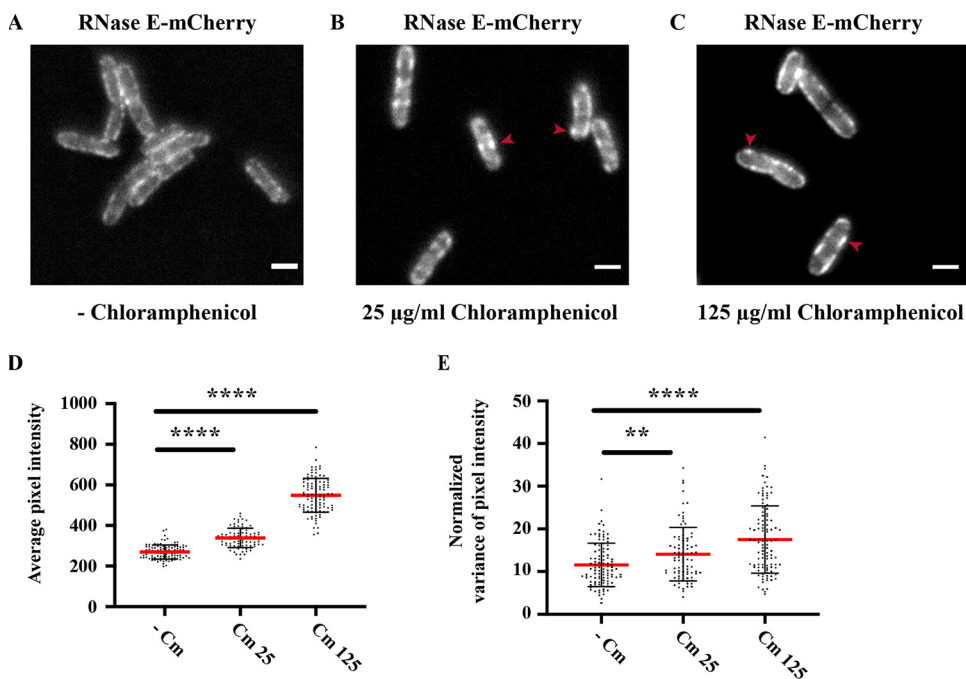 A RNase E-mCherry B RNase E-mCherry C RNase E-mCherry
- Chloramphenicol 25 µg/ml Chloramphenicol 125 µg/ml Chloramphenicol
D
Average pixel intensity
1000
800
600
400
200
0
****
****
- Cm Cm 25 Cm 125
E
Normalized
variance of pixel intensity
50
40
30
20
10
0
****
**
- Cm Cm 25 Cm 125